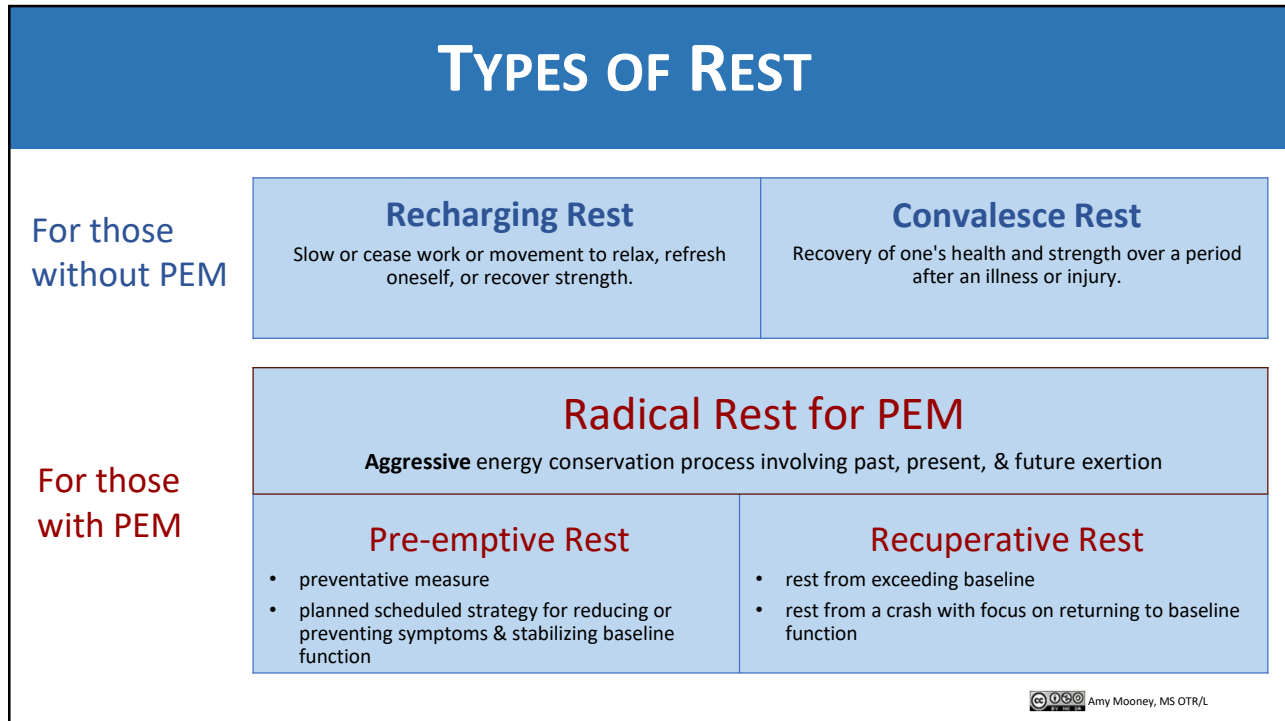 TYPES OF REST
For those
without PEM
Recharging Rest
Slow or cease work or movement to relax, refresh
oneself, or recover strength.
Convalesce Rest
Recovery of one's health and strength over a period
after an illness or injury.
For those
with PEM
Radical Rest for PEM
Aggressive energy conservation process involving past, present, & future exertion
Pre-emptive Rest
• preventative measure
• planned scheduled strategy for reducing or
preventing symptoms & stabilizing baseline
function
Recuperative Rest
• rest from exceeding baseline
• rest from a crash with focus on returning to baseline
function
cc BY NC SA Amy Mooney, MS OTR/L